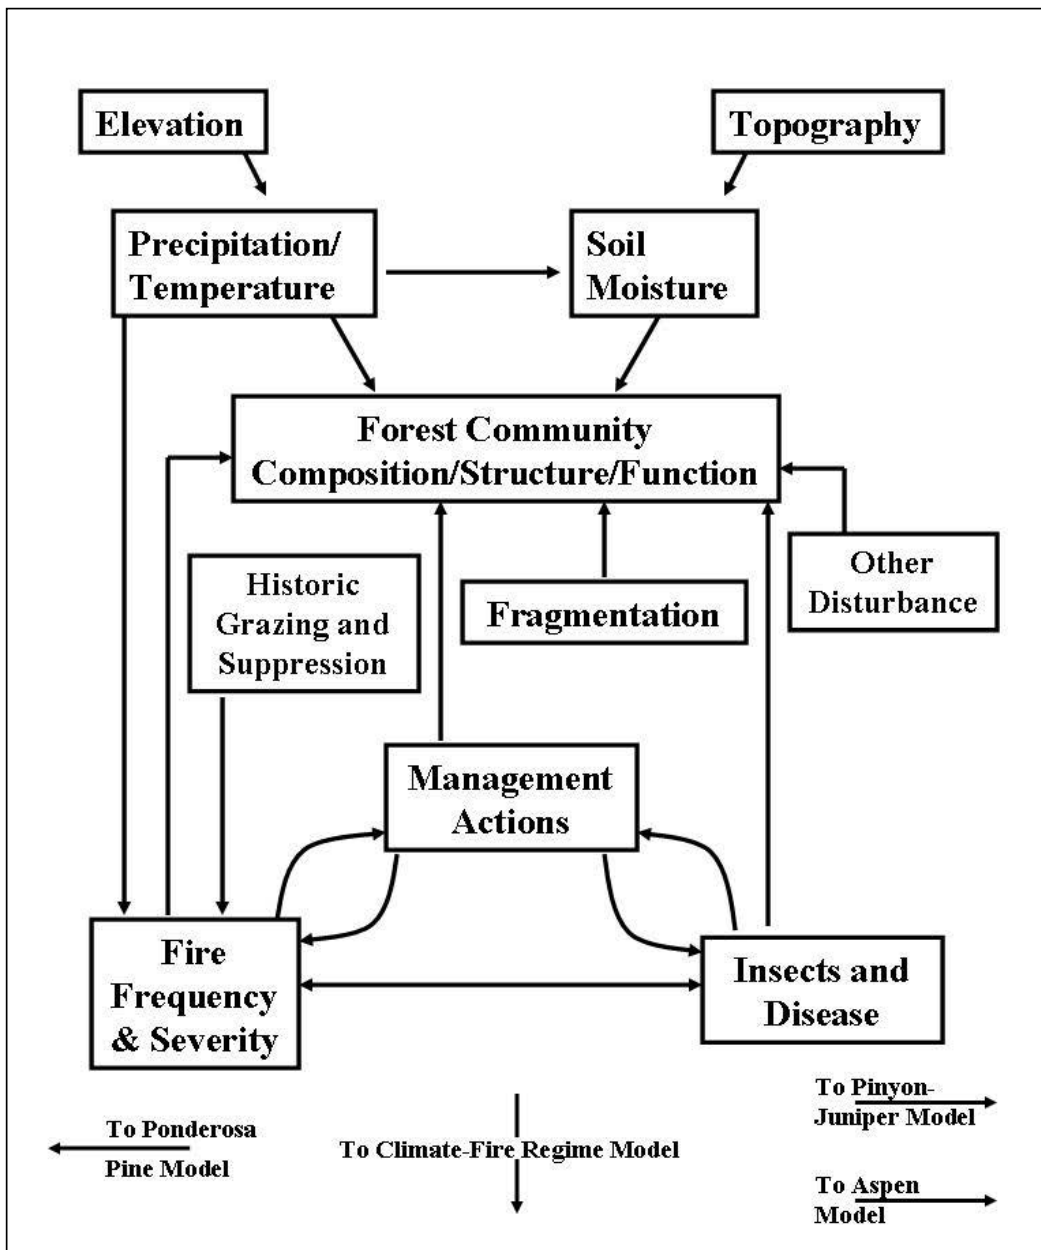 Elevation
Topography
Precipitation/
Temperature
Soil
Moisture
Forest Community
Composition/Structure/Function
Historic
Grazing and
Suppression
Fragmentation
Other
Disturbance
Management
Actions
Fire
Frequency
& Severity
Insects and
Disease
To Ponderosa
Pine Model
To Climate-Fire Regime Model
To Pinyon-
Juniper Model
To Aspen
Model